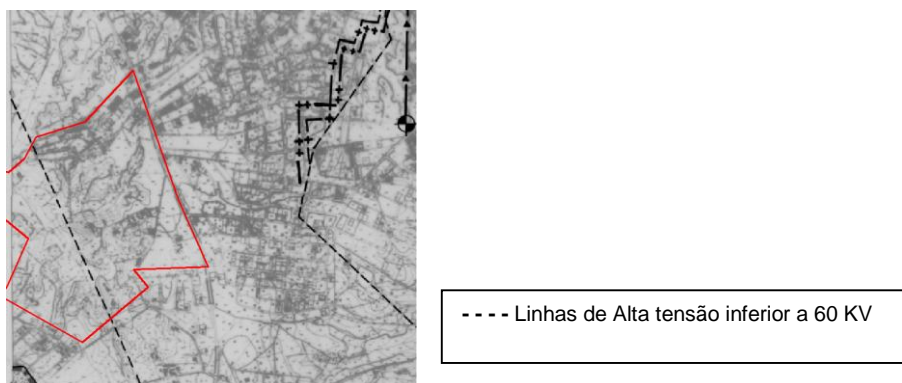 - - - - Linhas de Alta tensão inferior a 60 KV